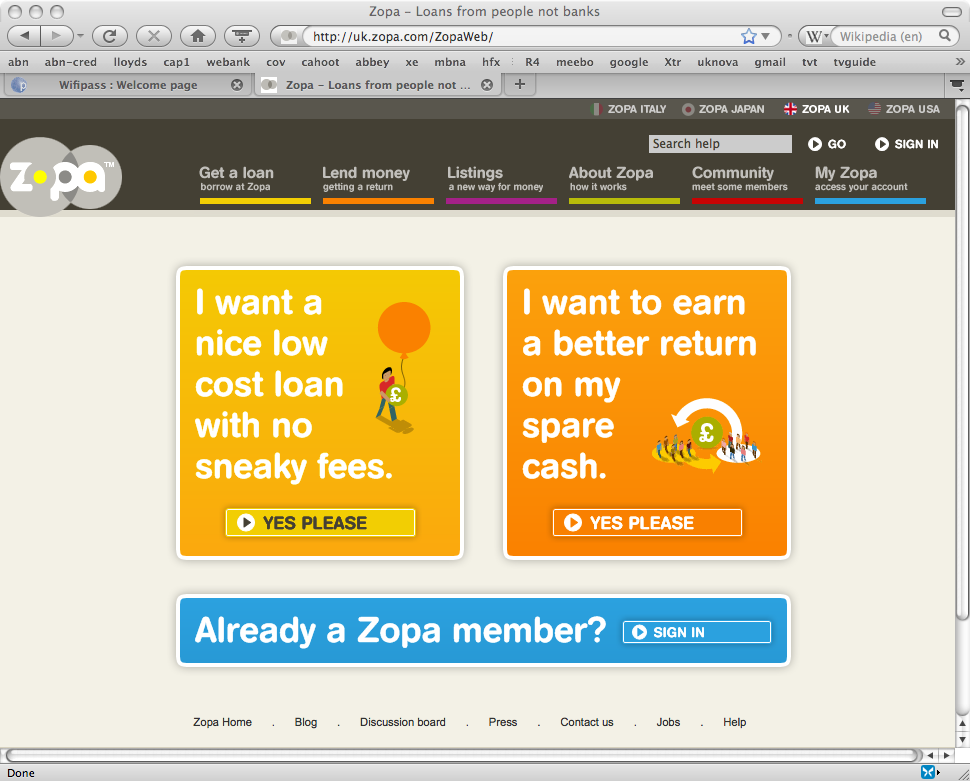 Zopa – Loans from people not banks
http://uk.zopa.com/ZopaWeb/
W
Wikipedia (en)
abn abn-cred lloyds cap1 webank cov cahoot abbey xe mbna hfx R4 meebo google Xtr uknova gmail tvt tvguide »
Wifipass : Welcome page
Zopa – Loans from people not ...
+
ZOPA ITALY ZOPA JAPAN ZOPA UK ZOPA USA
Search help GO SIGN IN
zopa™
Get a loan Lend money Listings About Zopa Community My Zopa
borrow at Zopa getting a return a new way for money how it works meet some members access your account
I want a
nice low
cost loan
with no
sneaky fees.
£
YES PLEASE
I want to earn
a better return
on my
spare
cash.
£
YES PLEASE
Already a Zopa member? SIGN IN
Zopa Home . Blog . Discussion board . Press . Contact us . Jobs . Help
Done